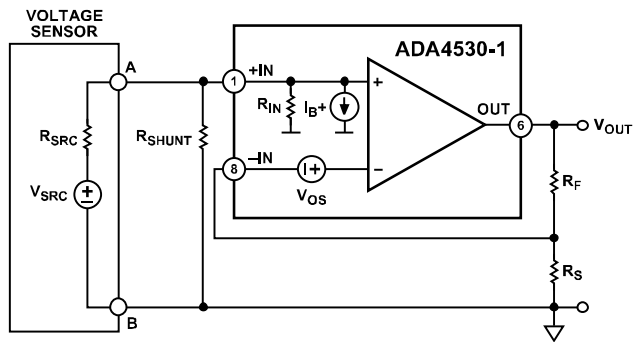 VOLTAGE
SENSOR
ADA4530-1
A
1
+IN
R_SRC
R_SHUNT
R_IN
I_B+
+
OUT
6
V_OUT
V_SRC
+
−
8
−IN
+
V_OS
−
R_F
R_S
B